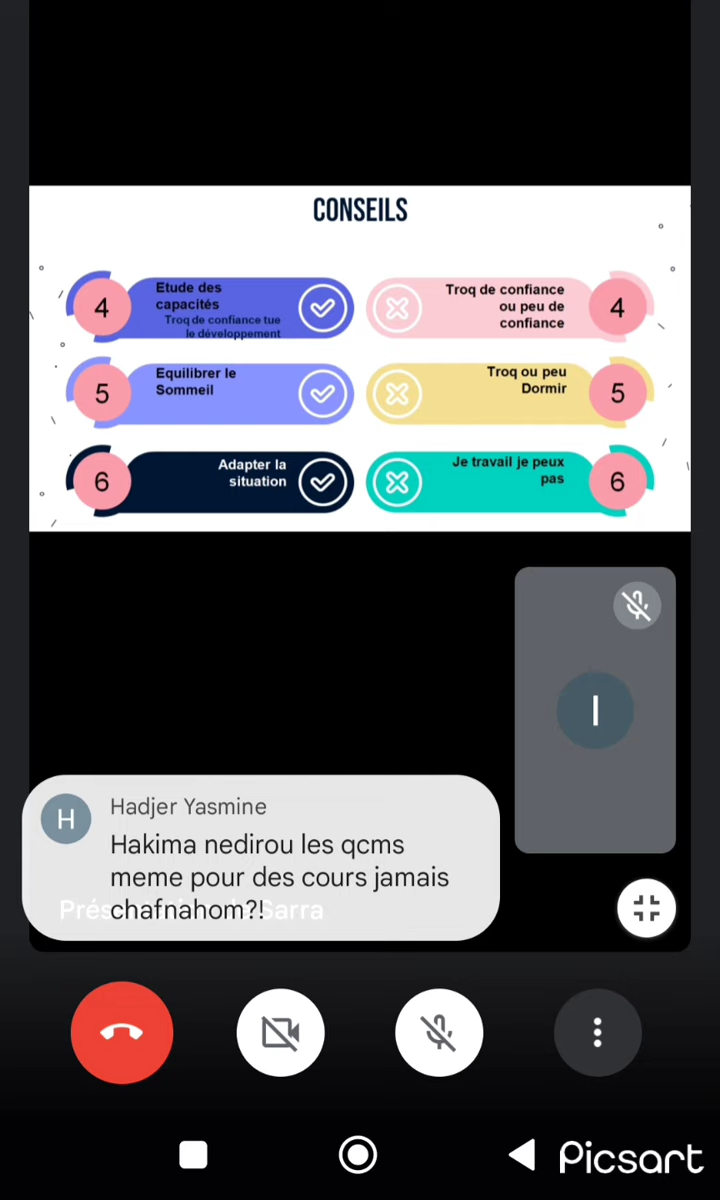 CONSEILS
4
Etude des
capacités
Troq de confiance tue
le développement
Troq de confiance
ou peu de
confiance
4
5
Equilibrer le
Sommeil
Troq ou peu
Dormir
5
6
Adapter la
situation
Je travail je peux
pas
6
I
H
Hadjer Yasmine
Hakima nedirou les qcms
meme pour des cours jamais
chafnahom?!
Sarra
Picsart